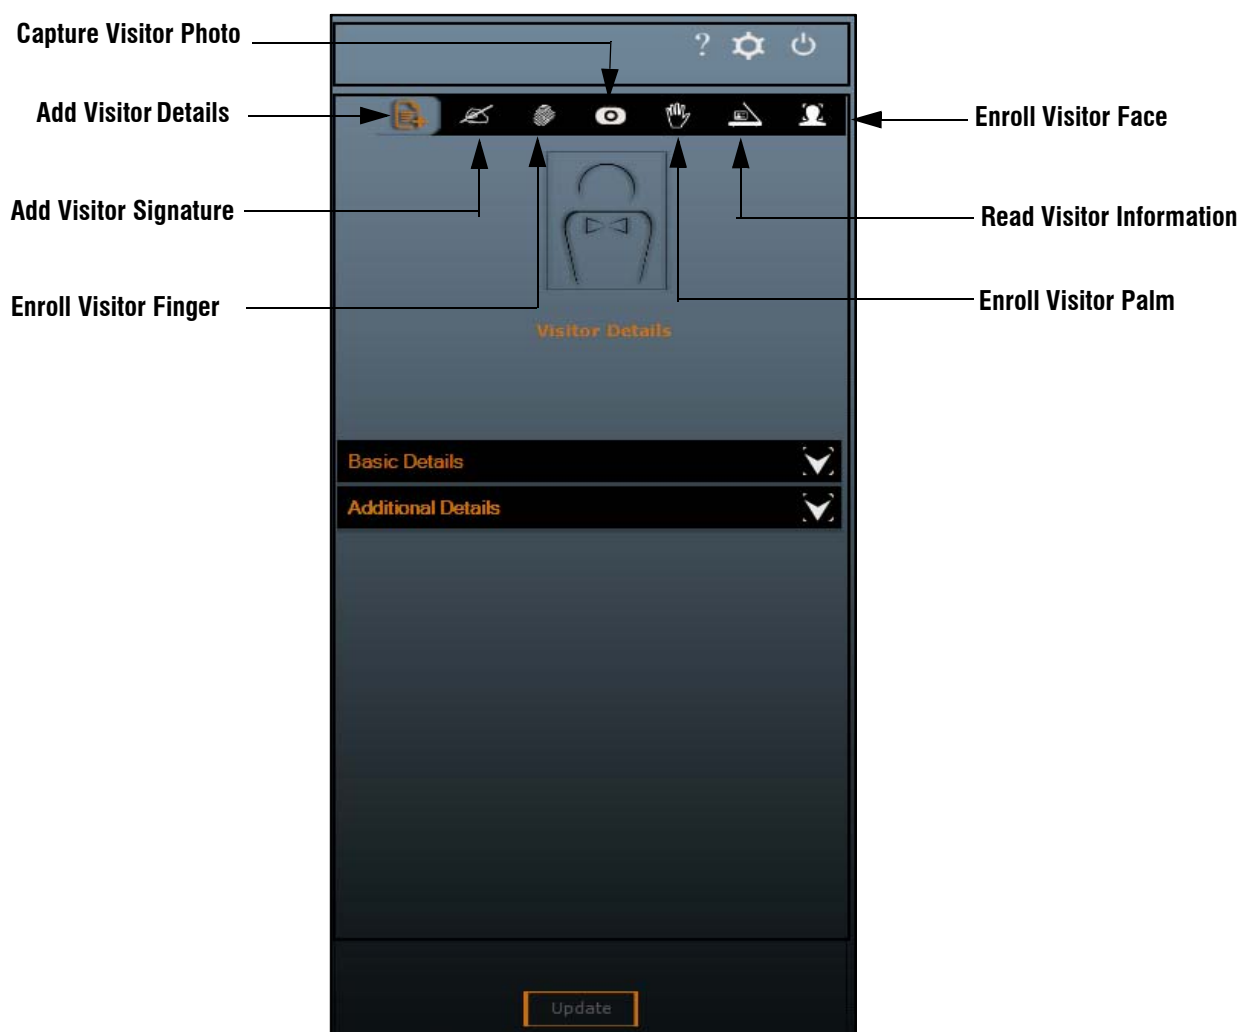 Capture Visitor Photo
?
Add Visitor Details
Enroll Visitor Face
Add Visitor Signature
Read Visitor Information
Enroll Visitor Finger
Enroll Visitor Palm
Visitor Details
Basic Details
Additional Details
Update